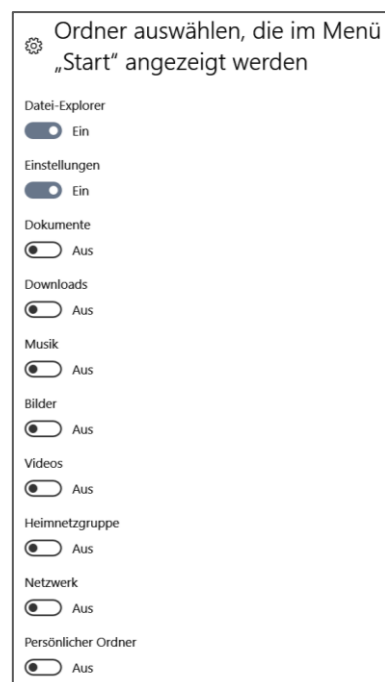 Ordner auswählen, die im Menü
„Start“ angezeigt werden
Datei-Explorer
Ein
Einstellungen
Ein
Dokumente
Aus
Downloads
Aus
Musik
Aus
Bilder
Aus
Videos
Aus
Heimnetzgruppe
Aus
Netzwerk
Aus
Persönlicher Ordner
Aus